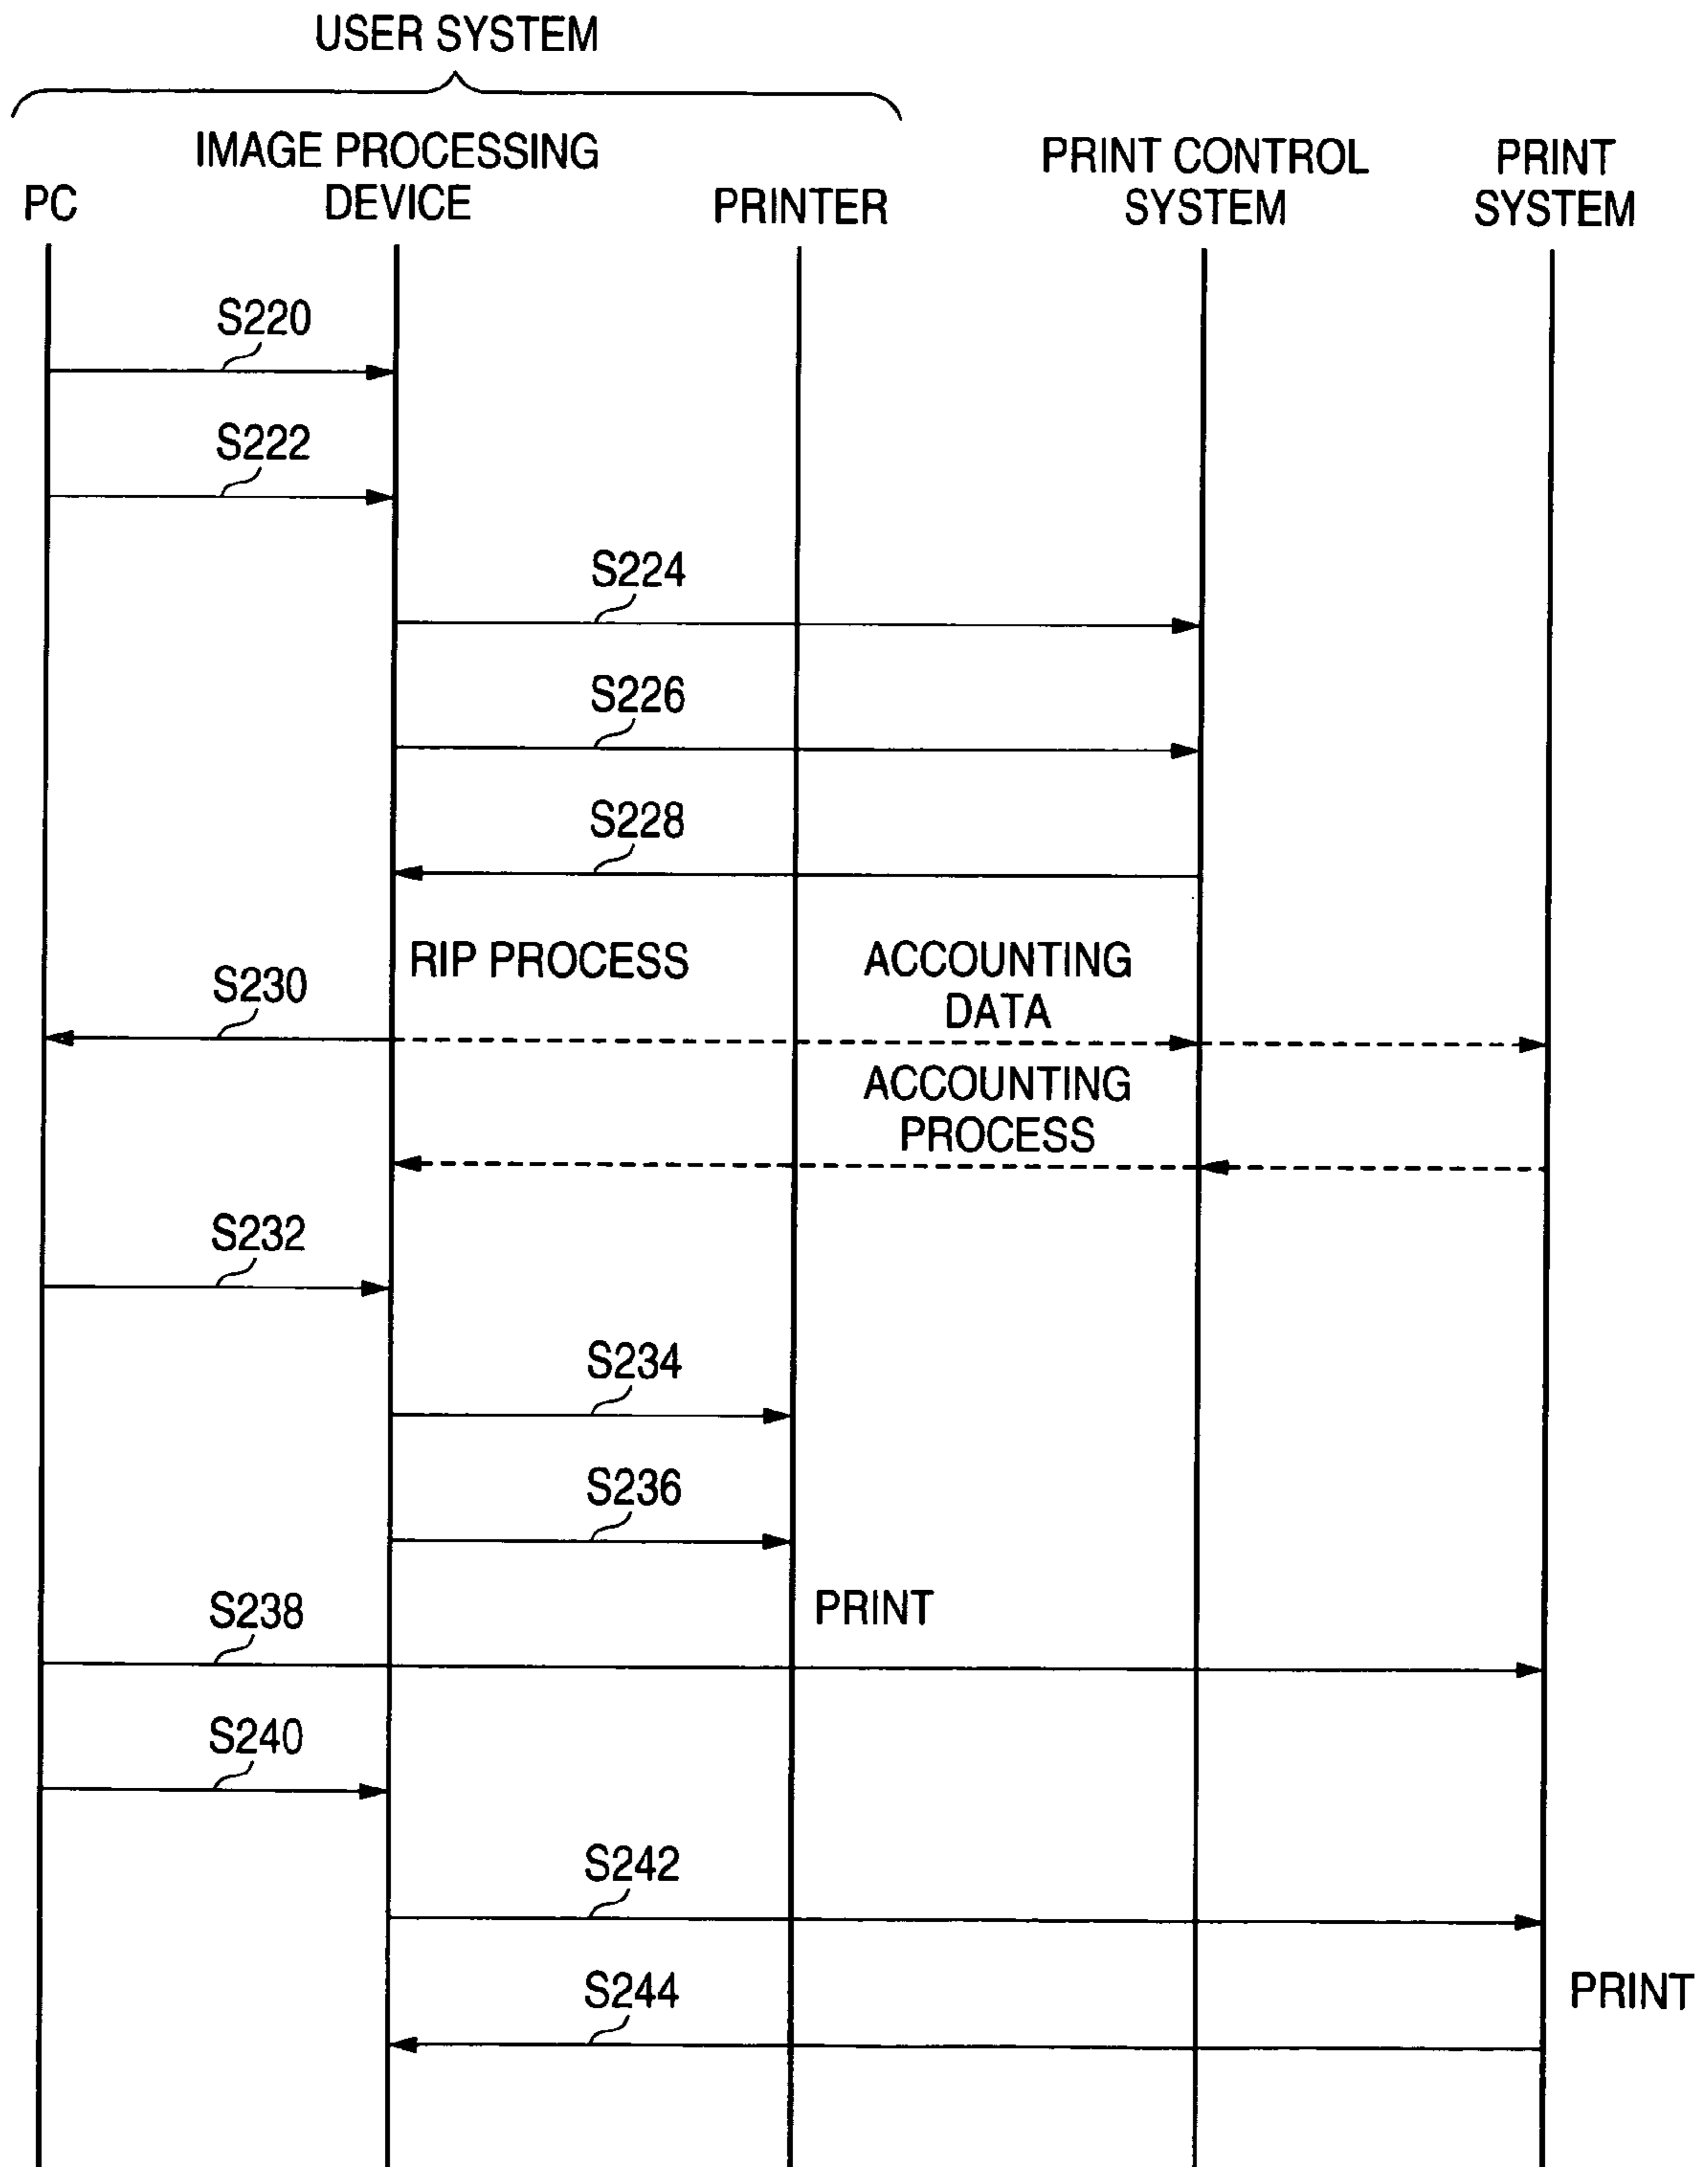 USER SYSTEM
IMAGE PROCESSING
DEVICE
PC
PRINTER
PRINT CONTROL
SYSTEM
PRINT
SYSTEM
S220
S222
S224
S226
S228
RIP PROCESS
ACCOUNTING
DATA
S230
ACCOUNTING
PROCESS
S232
S234
S236
PRINT
S238
S240
S242
S244
PRINT